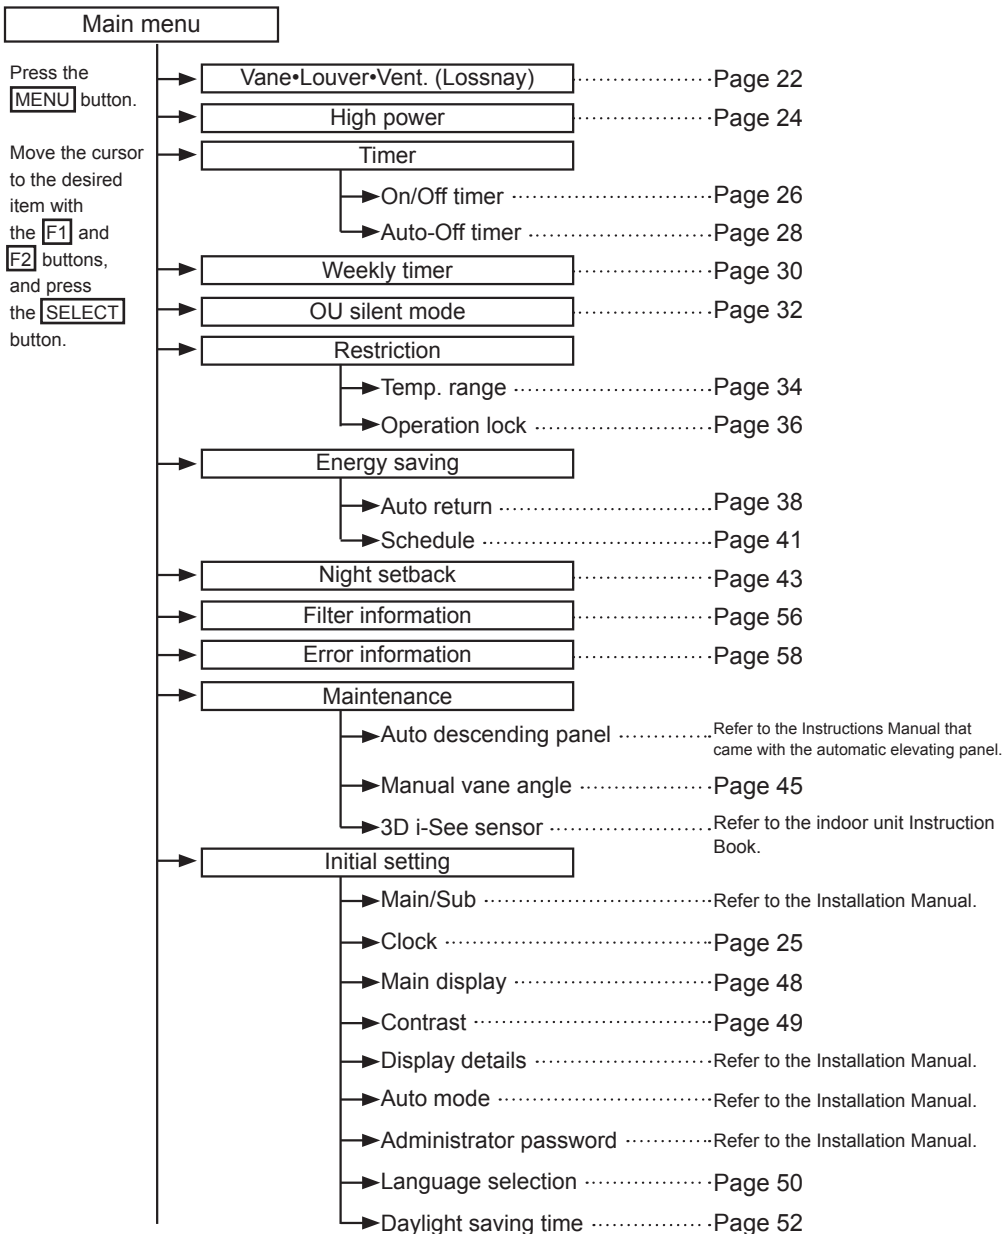 Main menu
Press the
MENU button.
Move the cursor
to the desired
item with
the F1 and
F2 buttons,
and press
the SELECT
button.
Vane•Louver•Vent. (Lossnay) Page 22
High power Page 24
Timer
On/Off timer Page 26
Auto-Off timer Page 28
Weekly timer Page 30
OU silent mode Page 32
Restriction
Temp. range Page 34
Operation lock Page 36
Energy saving
Auto return Page 38
Schedule Page 41
Night setback Page 43
Filter information Page 56
Error information Page 58
Maintenance
Auto descending panel Refer to the Instructions Manual that
came with the automatic elevating panel.
Manual vane angle Page 45
3D i-See sensor Refer to the indoor unit Instruction
Book.
Initial setting
Main/Sub Refer to the Installation Manual.
Clock Page 25
Main display Page 48
Contrast Page 49
Display details Refer to the Installation Manual.
Auto mode Refer to the Installation Manual.
Administrator password Refer to the Installation Manual.
Language selection Page 50
Daylight saving time Page 52